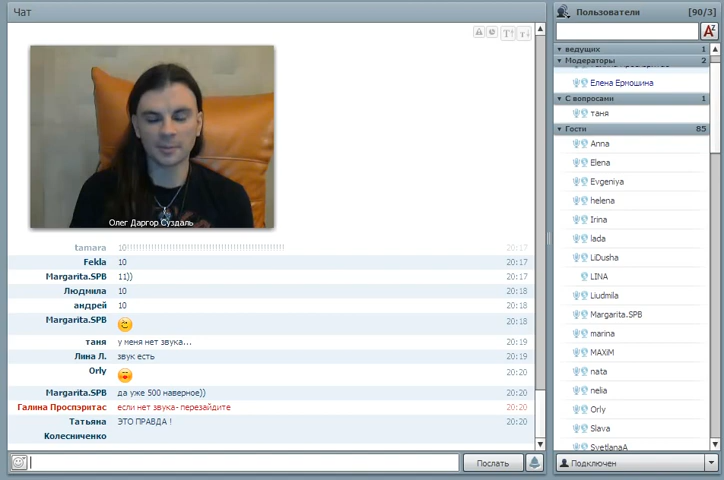 Чат
Олег Даргор Суздаль
tamara 10!!!!!!!!!!!!!!!!!!!!!!!!!!!!!!!!!!!!!!!!!!!!!!!!!!!!! 20:17
Fekla 10 20:17
Margarita.SPB 11)) 20:17
Людмила 10 20:18
андрей 10 20:18
Margarita.SPB 20:18
таня у меня нет звука... 20:19
Лина Л. звук есть 20:19
Orly 20:20
Margarita.SPB да уже 500 наверное)) 20:20
Галина Проспэритас если нет звука- перезайдите 20:20
Татьяна ЭТО ПРАВДА ! 20:20
Колесниченко
Послать
Пользователи [90/3]
ведущих 1
Модераторы 2
Елена Ермошина
С вопросами 1
таня
Гости 85
Anna
Elena
Evgeniya
helena
Irina
lada
LiDusha
LINA
Liudmila
Margarita.SPB
marina
MAXiM
nata
nelia
Orly
Slava
SvetlanaA
Подключен